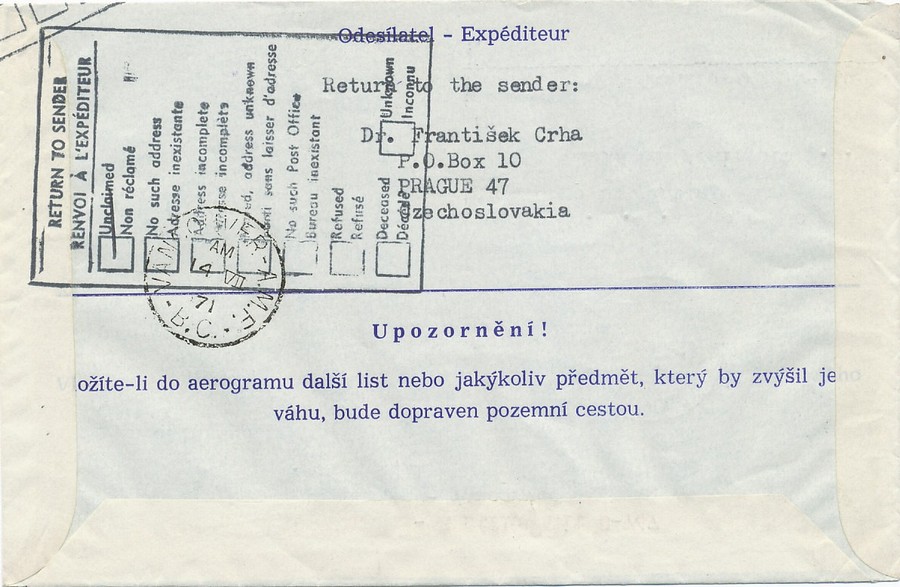 Odesílatel - Expéditeur
Return to the sender:
Dr. František Crha
P.O.Box 10
PRAGUE 47
Czechoslovakia
RETURN TO SENDER
RENVOI À L'EXPÉDITEUR
Unclaimed
Non réclamé
No such address
Adresse inexistante
Address incomplete
Adresse incomplète
address unknown
sans laisser d'adresse
No such Post Office
Bureau inexistant
Refused
Refusé
Deceased
Décédé
Unknown
Inconnu
VANCOUVER A.M.F.
AM
14 VII
71
B.C.
Upozornění!
Vložíte-li do aerogramu další list nebo jakýkoliv předmět, který by zvýšil jeho
váhu, bude dopraven pozemní cestou.